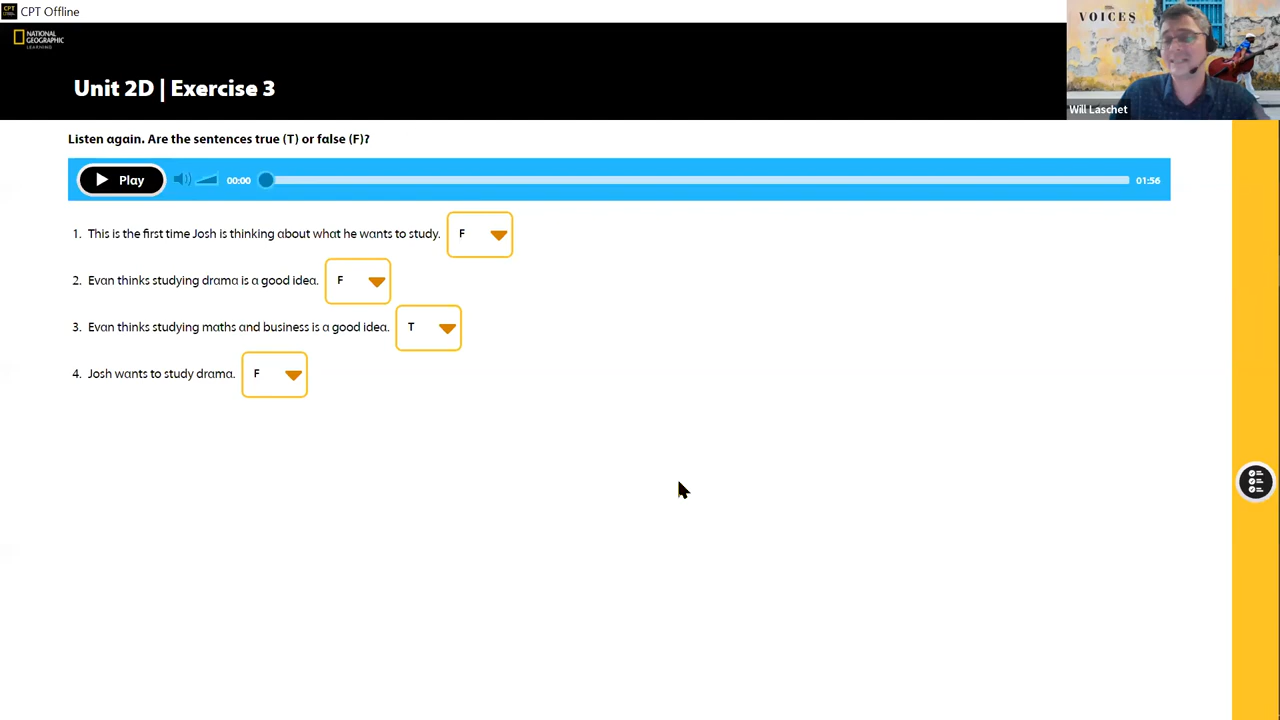 CPT Offline
NATIONAL
GEOGRAPHIC
LEARNING
VOICES
Unit 2D | Exercise 3
Will Laschet
Listen again. Are the sentences true (T) or false (F)?
Play 00:00 01:56
1. This is the first time Josh is thinking about what he wants to study. F
2. Evan thinks studying drama is a good idea. F
3. Evan thinks studying maths and business is a good idea. T
4. Josh wants to study drama. F